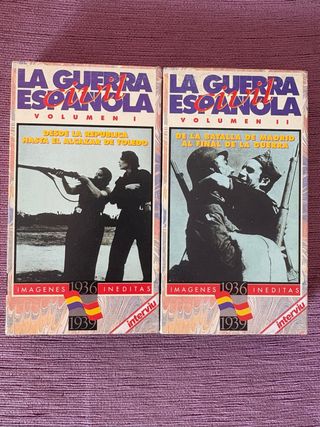 LA GUERRA
civil
ESPAÑOLA
VOLUMEN I
DESDE LA REPUBLICA
HASTA EL ALCAZAR DE TOLEDO
IMAGENES 1936 INEDITAS
1939
interviu
LA GUERRA
civil
ESPAÑOLA
VOLUMEN II
DE LA BATALLA DE MADRID
AL FINAL DE LA GUERRA
IMAGENES 1936 INEDITAS
1939
interviu